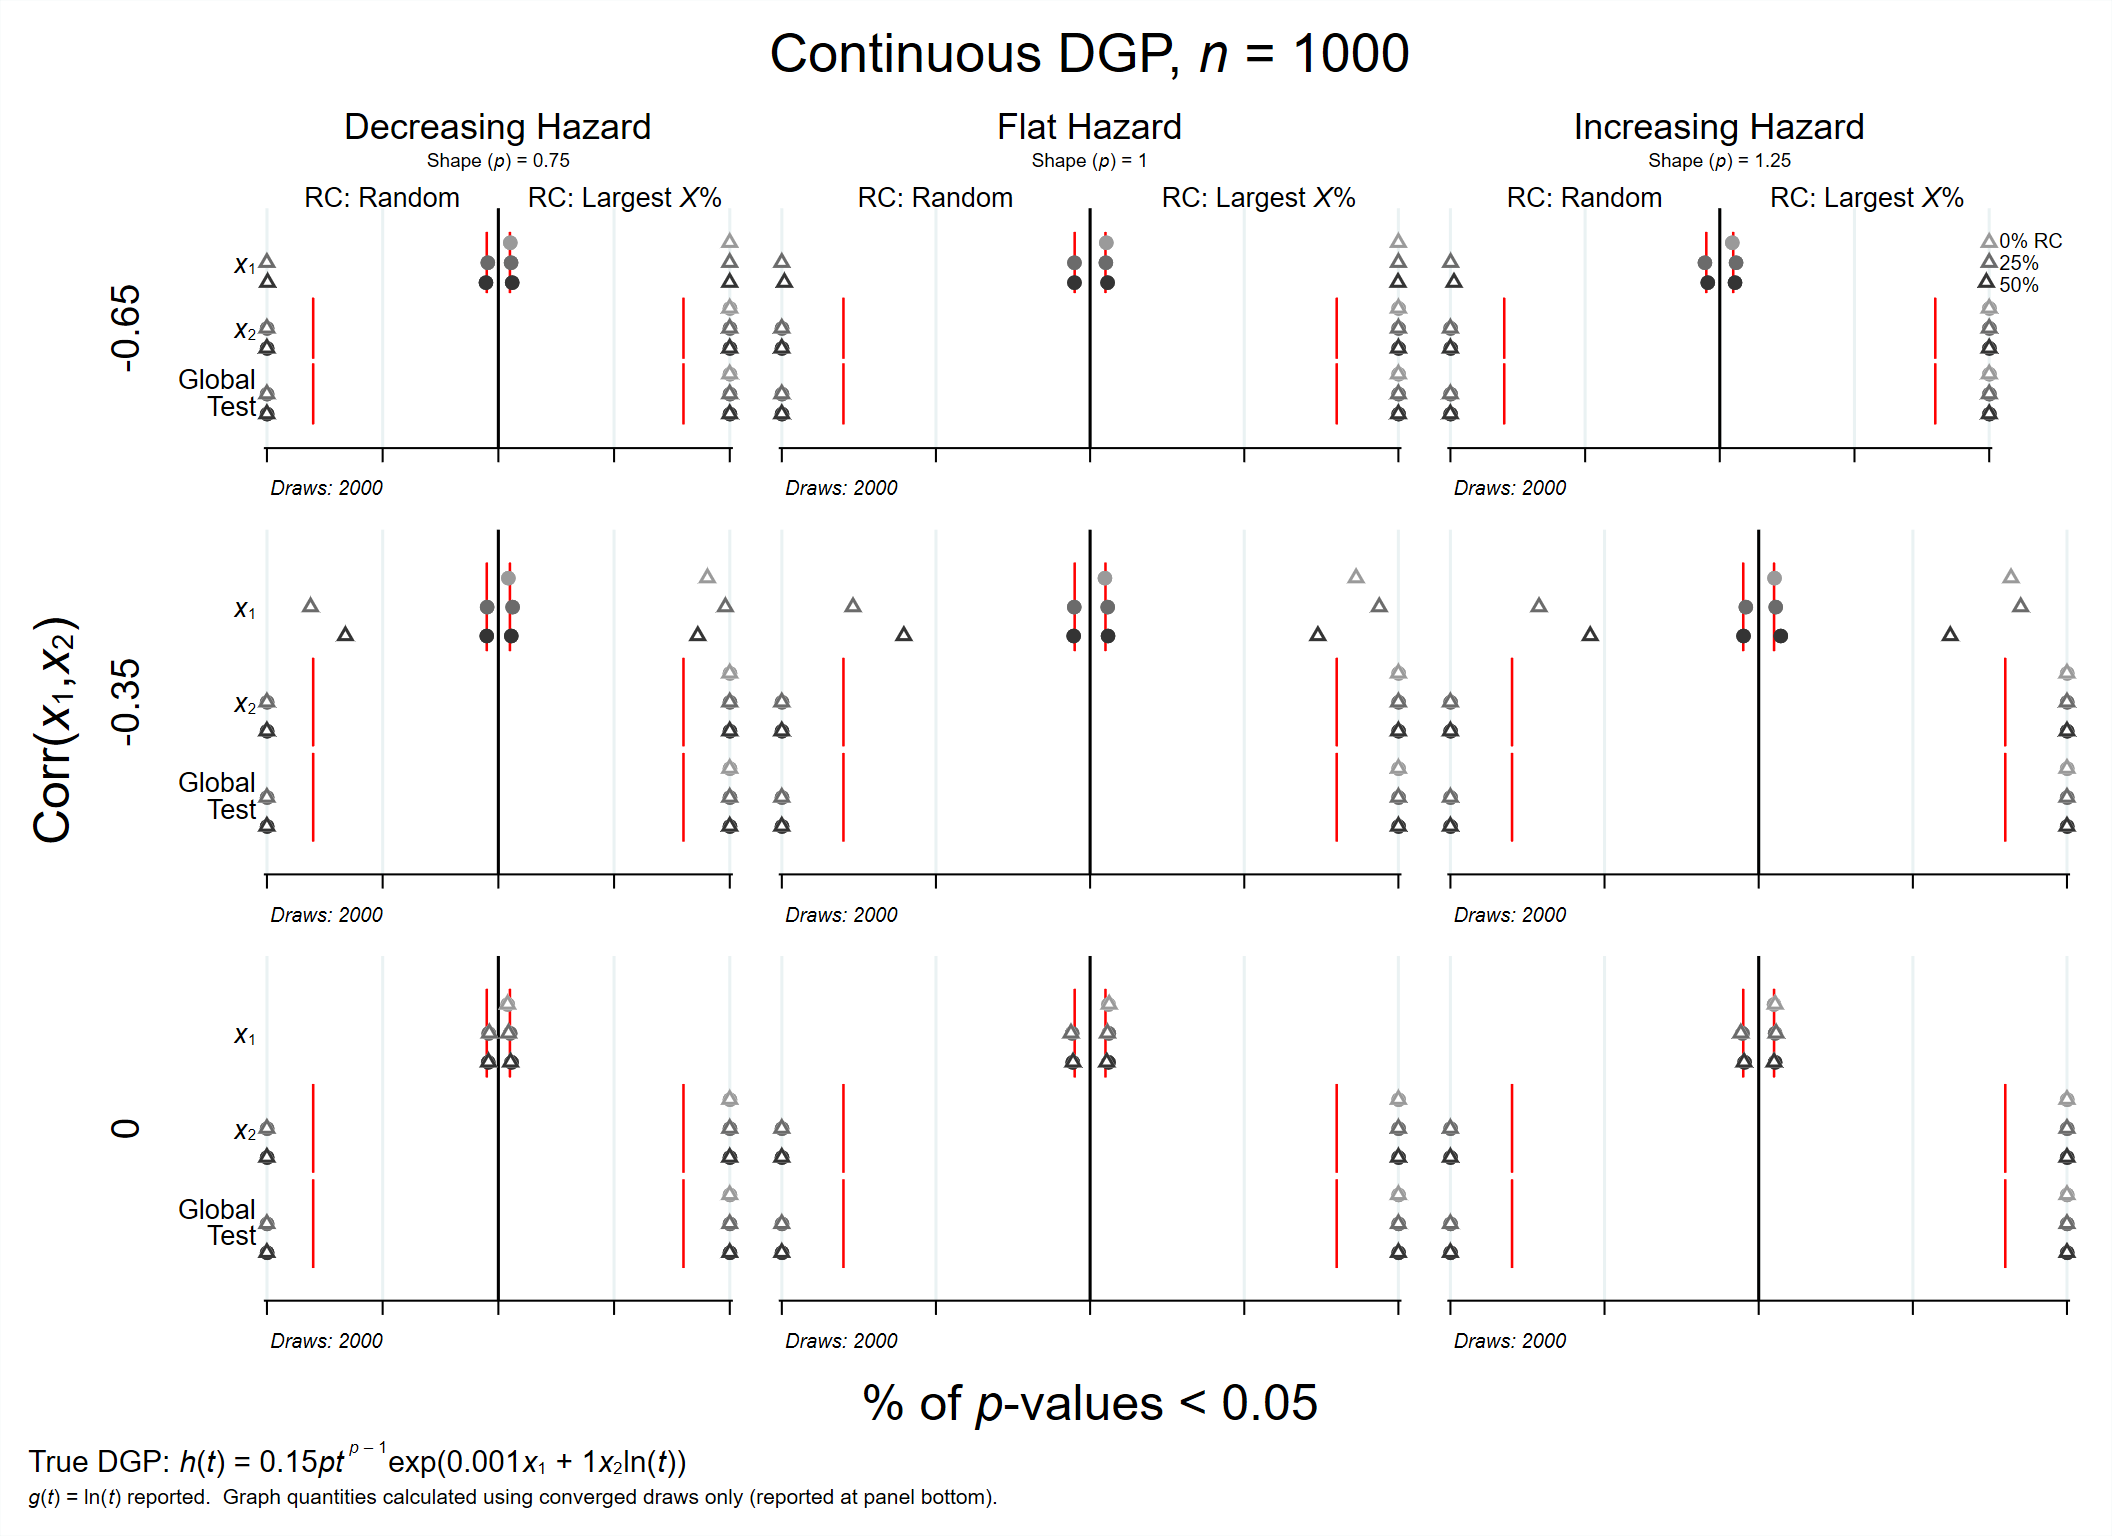 Continuous DGP, n = 1000
Decreasing Hazard
Flat Hazard
Increasing Hazard
Shape (p) = 0.75
Shape (p) = 1
Shape (p) = 1.25
RC: Random
RC: Largest X%
RC: Random
RC: Largest X%
RC: Random
RC: Largest X%
Corr(x₁,x₂)
-0.65
x₁
x₂
Global
Test
0% RC
25%
50%
Draws: 2000
Draws: 2000
Draws: 2000
-0.35
x₁
x₂
Global
Test
Draws: 2000
Draws: 2000
Draws: 2000
0
x₁
x₂
Global
Test
Draws: 2000
Draws: 2000
Draws: 2000
% of p-values < 0.05
True DGP: h(t) = 0.15pt^(p − 1)exp(0.001x₁ + 1x₂ln(t))
g(t) = ln(t) reported.  Graph quantities calculated using converged draws only (reported at panel bottom).